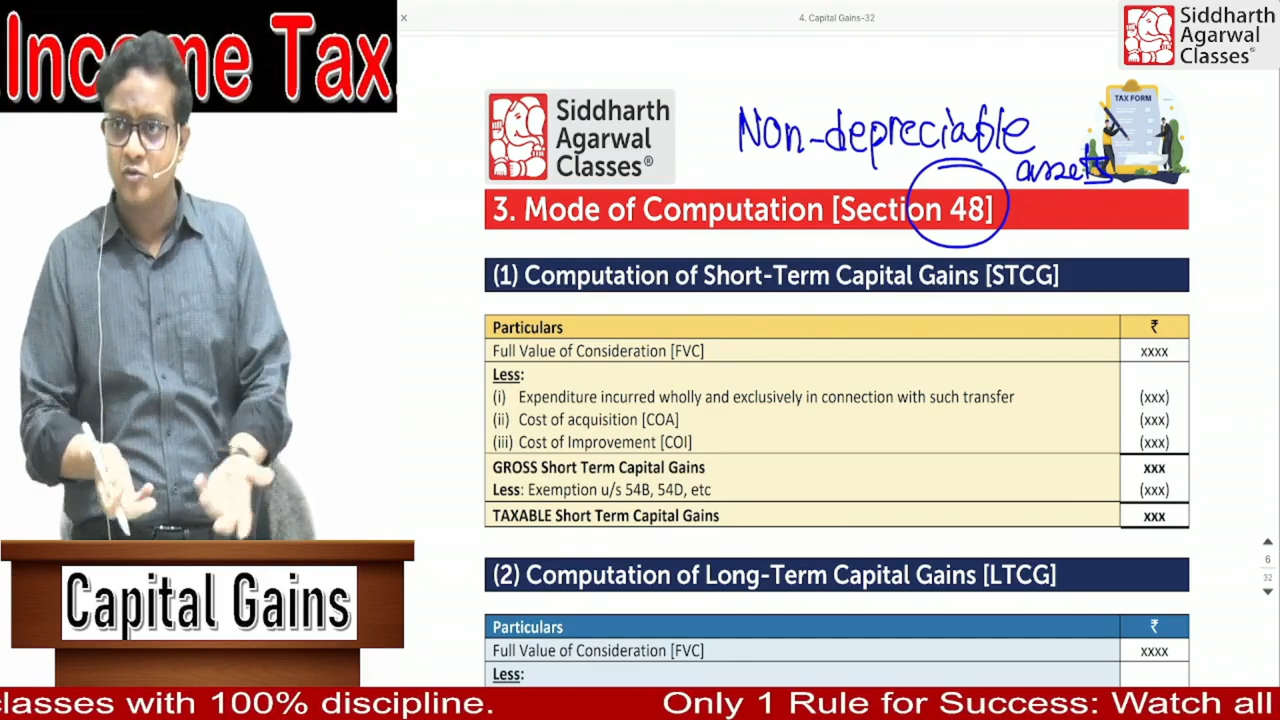 Income Tax
× 4. Capital Gains-32
Siddharth
Agarwal
Classes®
Siddharth
Agarwal
Classes®
Non-depreciable
assets
TAX FORM
3. Mode of Computation [Section 48]
(1) Computation of Short-Term Capital Gains [STCG]
Particulars ₹
Full Value of Consideration [FVC] xxxx
Less:
(i) Expenditure incurred wholly and exclusively in connection with such transfer (xxx)
(ii) Cost of acquisition [COA] (xxx)
(iii) Cost of Improvement [COI] (xxx)
GROSS Short Term Capital Gains xxx
Less: Exemption u/s 54B, 54D, etc (xxx)
TAXABLE Short Term Capital Gains xxx
(2) Computation of Long-Term Capital Gains [LTCG]
Particulars ₹
Full Value of Consideration [FVC] xxxx
Less:
6
32
Capital Gains
classes with 100% discipline. Only 1 Rule for Success: Watch all